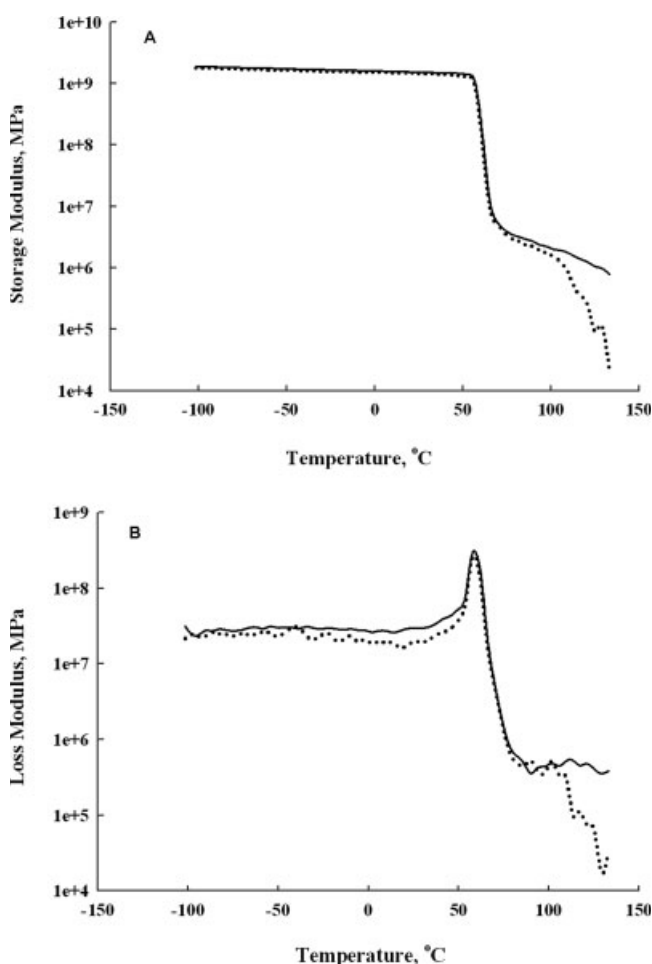 A
1e+10
1e+9
1e+8
1e+7
1e+6
1e+5
1e+4
Storage Modulus, MPa
-150 -100 -50 0 50 100 150
Temperature, °C
B
1e+9
1e+8
1e+7
1e+6
1e+5
1e+4
Loss Modulus, MPa
-150 -100 -50 0 50 100 150
Temperature, °C